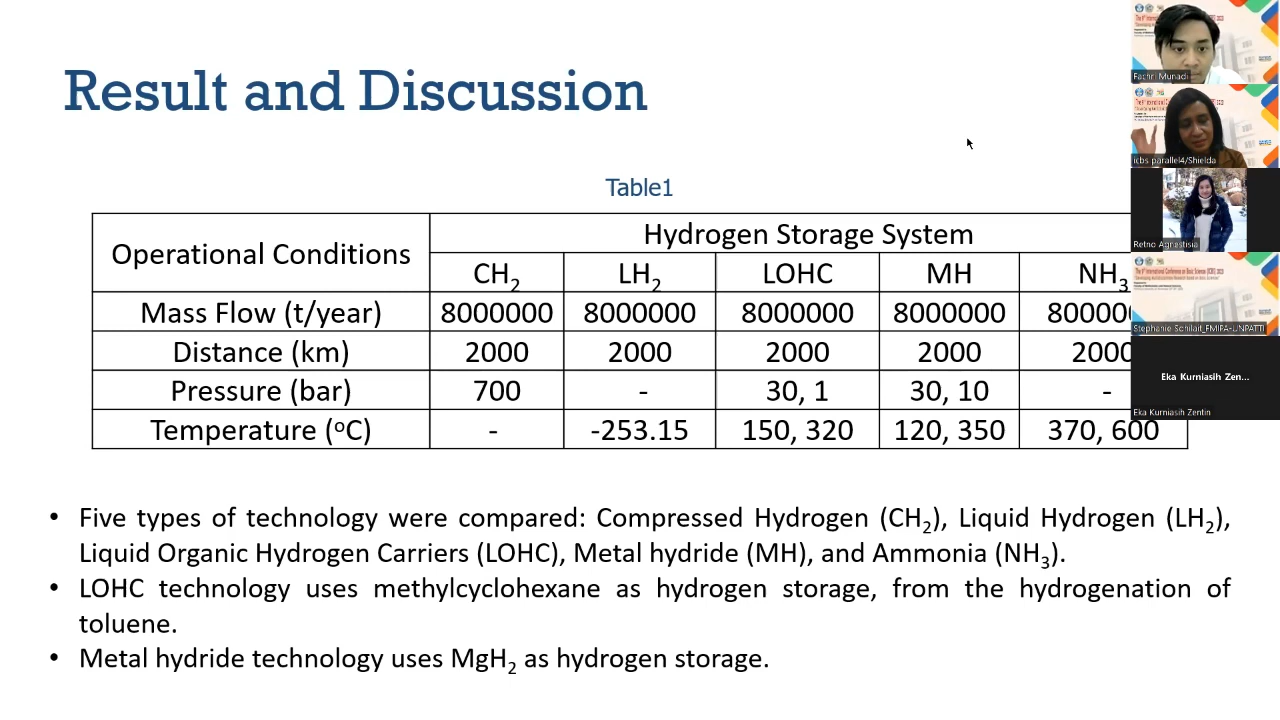 Result and Discussion
Table1
Operational Conditions
Hydrogen Storage System
CH2 LH2 LOHC MH NH3
Mass Flow (t/year) 8000000 8000000 8000000 8000000
Distance (km) 2000 2000 2000 2000 2000
Pressure (bar) 700 - 30, 1 30, 10 -
Temperature (oC) - -253.15 150, 320 120, 350 370, 600
• Five types of technology were compared: Compressed Hydrogen (CH2), Liquid Hydrogen (LH2),
Liquid Organic Hydrogen Carriers (LOHC), Metal hydride (MH), and Ammonia (NH3).
• LOHC technology uses methylcyclohexane as hydrogen storage, from the hydrogenation of
toluene.
• Metal hydride technology uses MgH2 as hydrogen storage.
Fachri Munadi
icbs parallel4/Shielda
Retno Agnestisia
Stephanie Schilait_FMIPA-UNPATTI
Eka Kurniasih Zen...
Eka Kurniasih Zentin